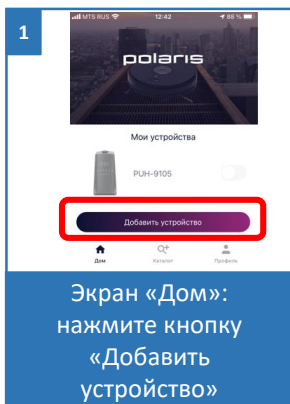 1
MTS RUS 12:42 88 %
polaris
Мои устройства
PUH-9105
Добавить устройство
Дом Каталог Профиль
Экран «Дом»:
нажмите кнопку
«Добавить
устройство»